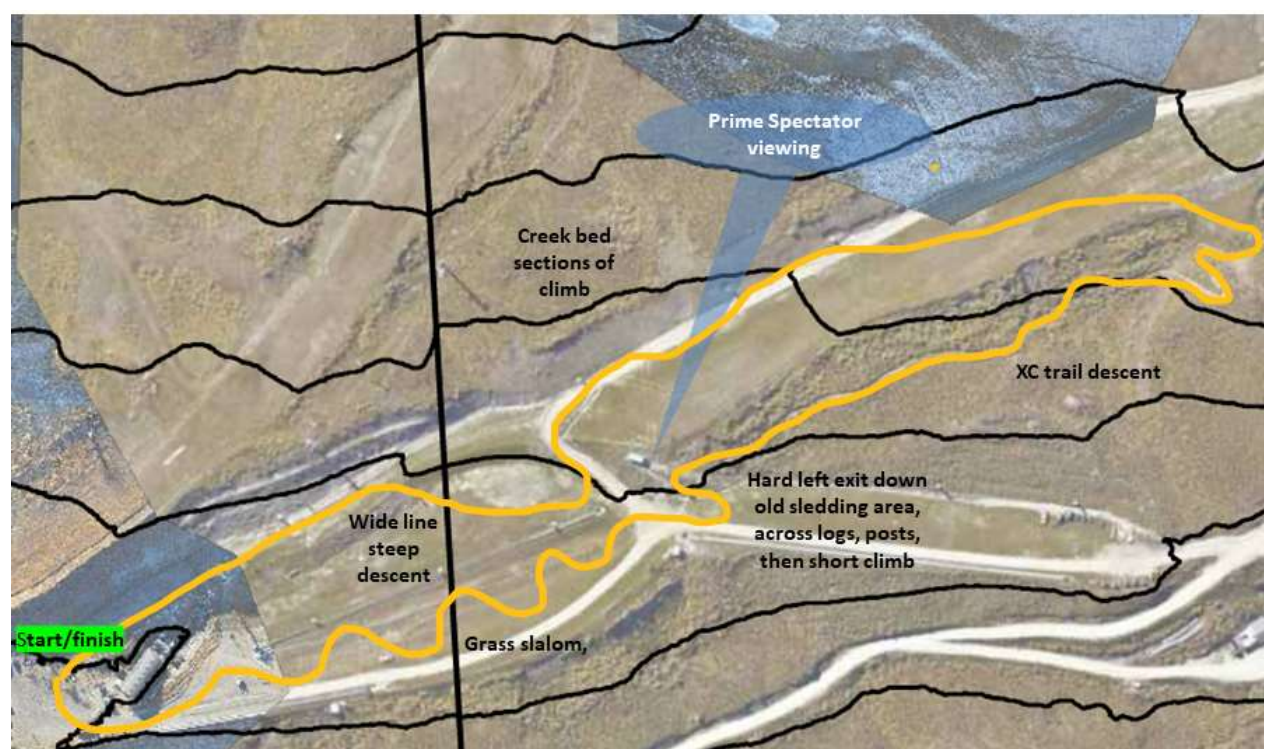 Prime Spectator
viewing
Creek bed
sections of
climb
XC trail descent
Hard left exit down
old sledding area,
across logs, posts,
then short climb
Wide line
steep
descent
Start/finish
Grass slalom,